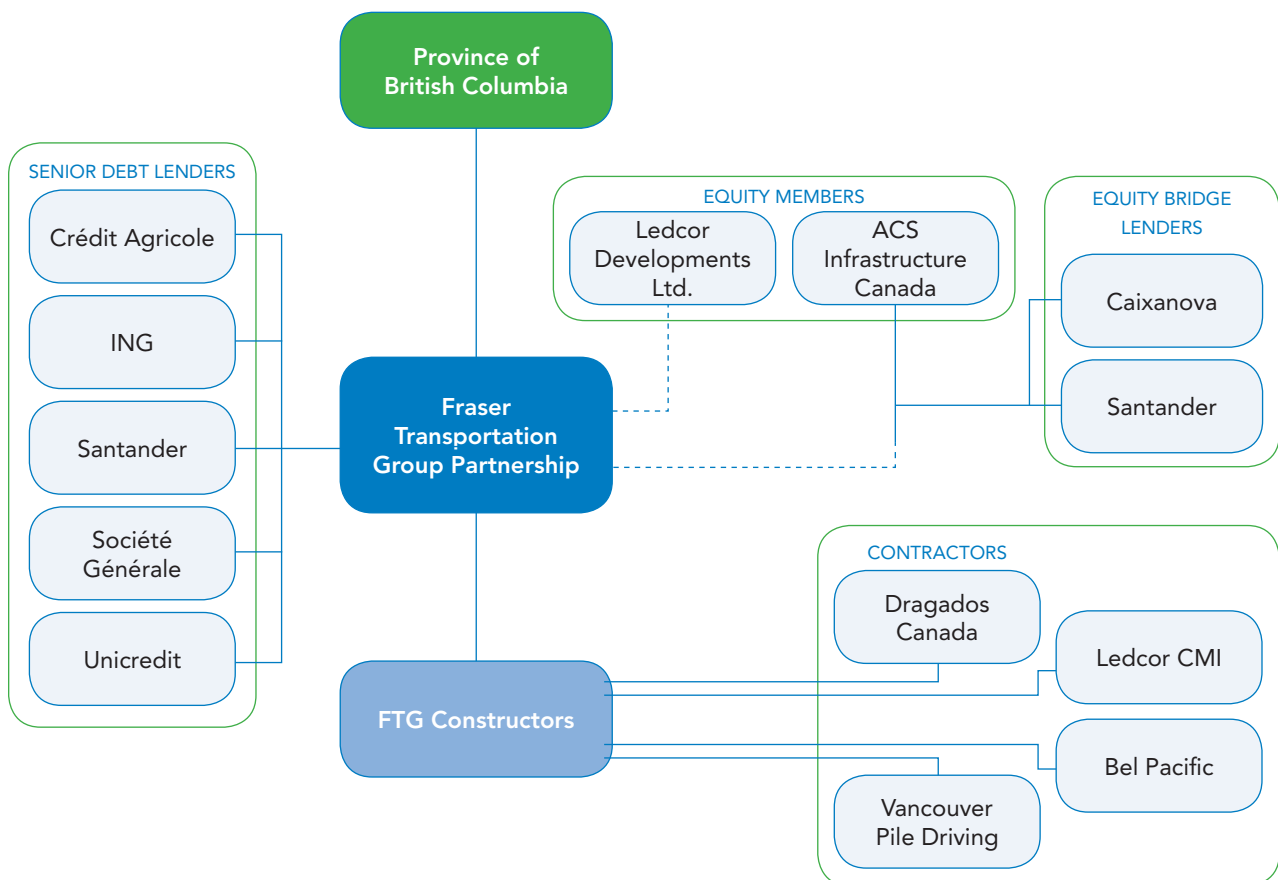 Province of
British Columbia
SENIOR DEBT LENDERS
Crédit Agricole
ING
Santander
Société
Générale
Unicredit
EQUITY MEMBERS
Ledcor
Developments
Ltd.
ACS
Infrastructure
Canada
EQUITY BRIDGE
LENDERS
Caixanova
Santander
Fraser
Transportation
Group Partnership
FTG Constructors
CONTRACTORS
Dragados
Canada
Ledcor CMI
Bel Pacific
Vancouver
Pile Driving